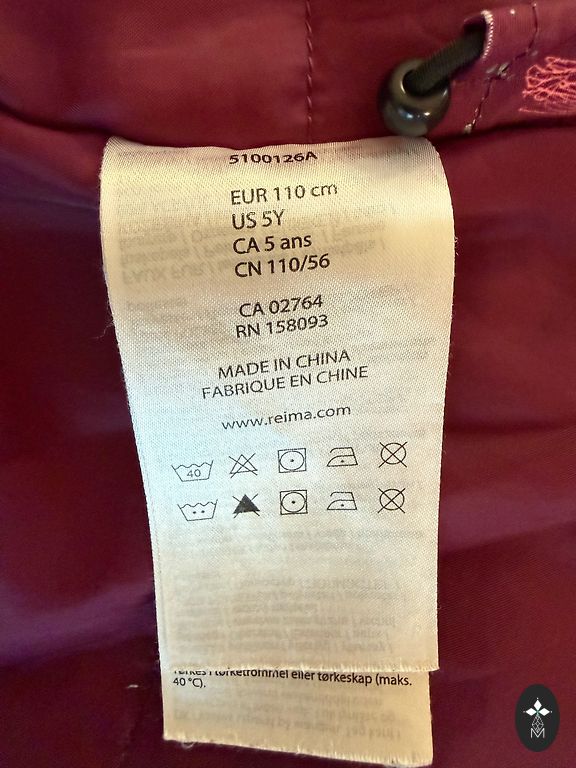 5100126A
EUR 110 cm
US 5Y
CA 5 ans
CN 110/56
CA 02764
RN 158093
MADE IN CHINA
FABRIQUE EN CHINE
www.reima.com
40
Tørkes i tørketrommel eller tørkeskap (maks.
40 °C).